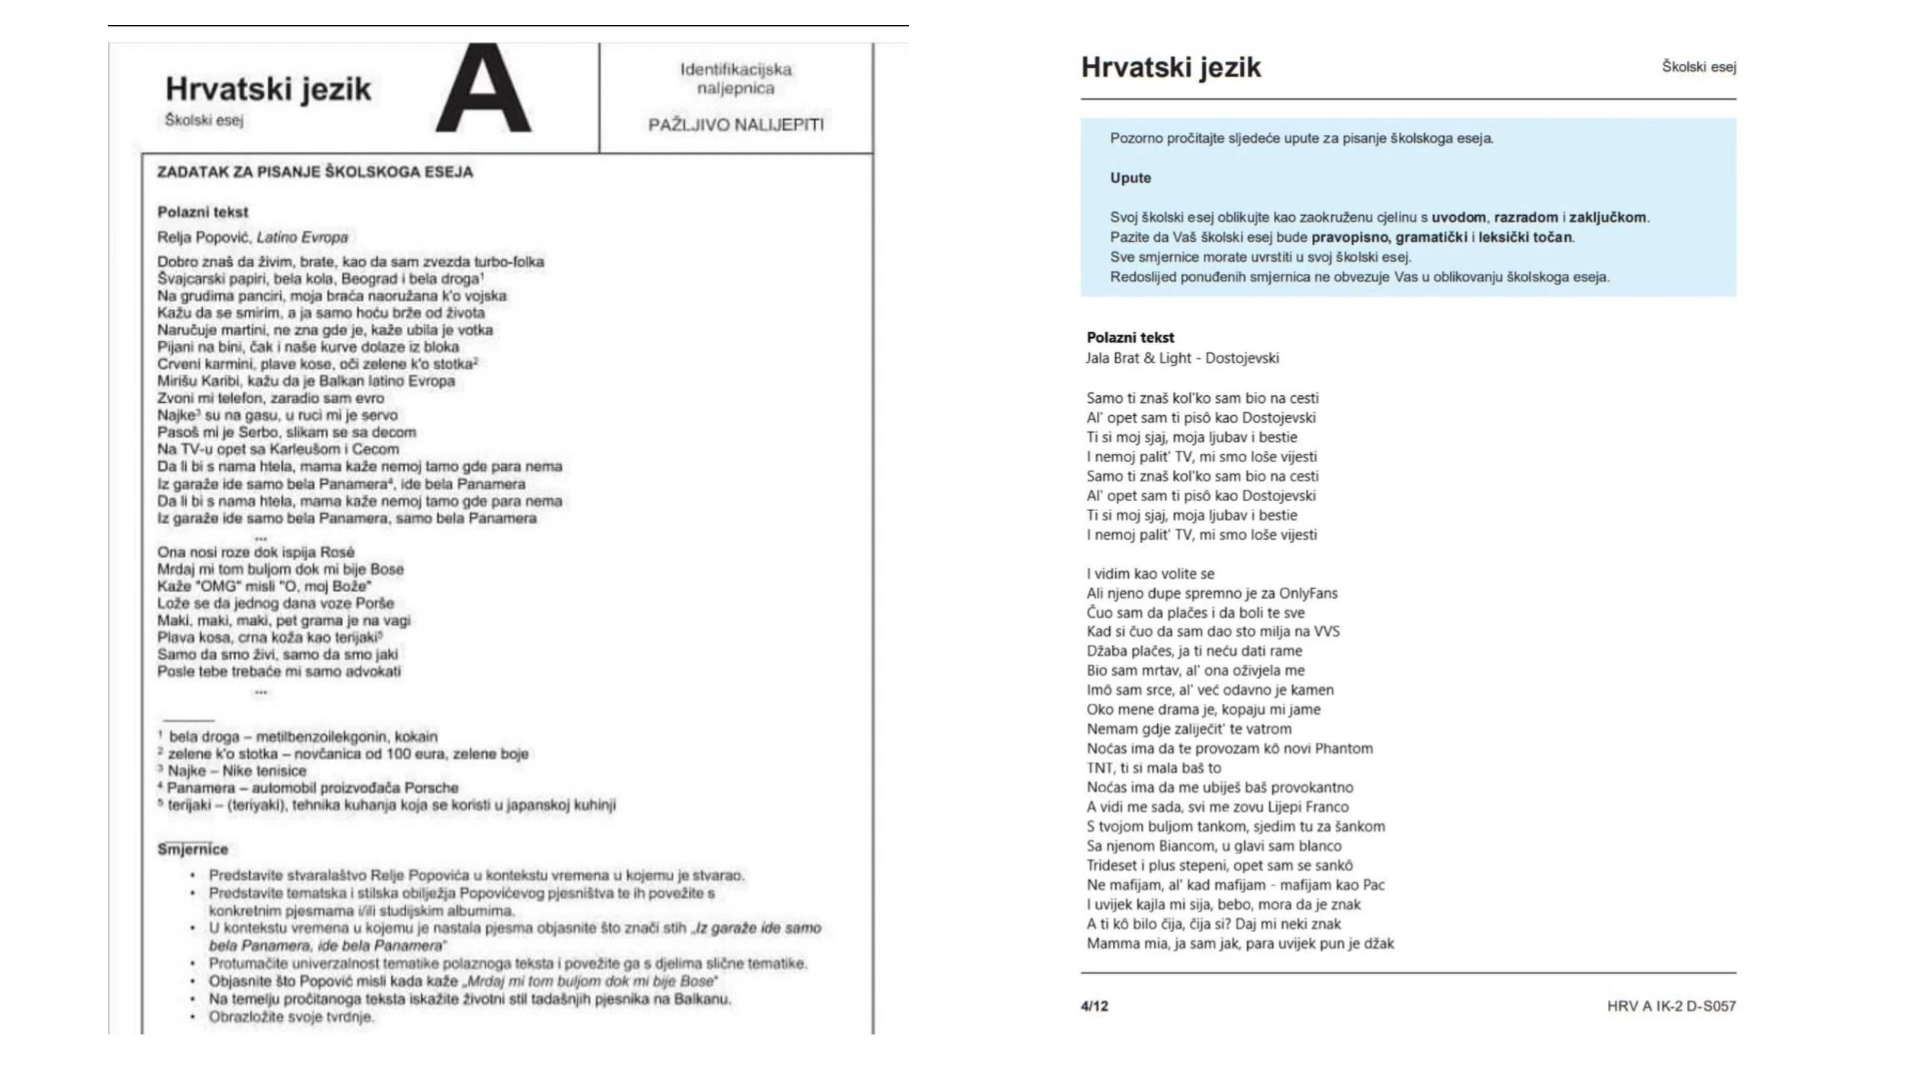 Hrvatski jezik
Školski esej
A
Identifikacijska
naljepnica
PAŽLJIVO NALIJEPITI
ZADATAK ZA PISANJE ŠKOLSKOGA ESEJA
Polazni tekst
Relja Popović, Latino Evropa
Dobro znaš da živim, brate, kao da sam zvezda turbo-folka
Švajcarski papiri, bela kola, Beograd i bela droga¹
Na grudima panciri, moja braća naoružana k'o vojska
Kažu da se smirim, a ja samo hoću brže od života
Naručuje martini, ne zna gde je, kaže ubila je votka
Pijani na bini, čak i naše kurve dolaze iz bloka
Crveni karmini, plave kose, oči zelene k'o stotka²
Mirišu Karibi, kažu da je Balkan latino Evropa
Zvoni mi telefon, zaradio sam evro
Najke³ su na gasu, u ruci mi je servo
Pasoš mi je Serbo, slikam se sa decom
Na TV-u opet sa Karleušom i Cecom
Da li bi s nama htela, mama kaže nemoj tamo gde para nema
Iz garaže ide samo bela Panamera⁴, ide bela Panamera
Da li bi s nama htela, mama kaže nemoj tamo gde para nema
Iz garaže ide samo bela Panamera, samo bela Panamera
...
Ona nosi roze dok ispija Rosé
Mrdaj mi tom buljom dok mi bije Bose
Kaže "OMG" misli "O, moj Bože"
Lože se da jednog dana voze Porše
Maki, maki, maki, pet grama je na vagi
Plava kosa, crna koža kao terijaki⁵
Samo da smo živi, samo da smo jaki
Posle tebe trebaće mi samo advokati
...
¹ bela droga – metilbenzoilekgonin, kokain
² zelene k'o stotka – novčanica od 100 eura, zelene boje
³ Najke – Nike tenisice
⁴ Panamera – automobil proizvođača Porsche
⁵ terijaki – (teriyaki), tehnika kuhanja koja se koristi u japanskoj kuhinji
Smjernice
• Predstavite stvaralaštvo Relje Popovića u kontekstu vremena u kojemu je stvarao.
• Predstavite tematska i stilska obilježja Popovićevog pjesništva te ih povežite s
konkretnim pjesmama i/ili studijskim albumima.
• U kontekstu vremena u kojemu je nastala pjesma objasnite što znači stih „Iz garaže ide samo
bela Panamera, ide bela Panamera"
• Protumačite univerzalnost tematike polaznoga teksta i povežite ga s djelima slične tematike.
• Objasnite što Popović misli kada kaže „Mrdaj mi tom buljom dok mi bije Bose"
• Na temelju pročitanoga teksta iskažite životni stil tadašnjih pjesnika na Balkanu.
• Obrazložite svoje tvrdnje.
Hrvatski jezik
Školski esej
Pozorno pročitajte sljedeće upute za pisanje školskoga eseja.
Upute
Svoj školski esej oblikujte kao zaokruženu cjelinu s uvodom, razradom i zaključkom.
Pazite da Vaš školski esej bude pravopisno, gramatički i leksički točan.
Sve smjernice morate uvrstiti u svoj školski esej.
Redoslijed ponuđenih smjernica ne obvezuje Vas u oblikovanju školskoga eseja.
Polazni tekst
Jala Brat & Light - Dostojevski
Samo ti znaš kol'ko sam bio na cesti
Al' opet sam ti pisô kao Dostojevski
Ti si moj sjaj, moja ljubav i bestie
I nemoj palit' TV, mi smo loše vijesti
Samo ti znaš kol'ko sam bio na cesti
Al' opet sam ti pisô kao Dostojevski
Ti si moj sjaj, moja ljubav i bestie
I nemoj palit' TV, mi smo loše vijesti
I vidim kao volite se
Ali njeno dupe spremno je za OnlyFans
Čuo sam da plačes i da boli te sve
Kad si čuo da sam dao sto milja na VVS
Džaba plačes, ja ti neću dati rame
Bio sam mrtav, al' ona oživjela me
Imô sam srce, al' već odavno je kamen
Oko mene drama je, kopaju mi jame
Nemam gdje zaliječit' te vatrom
Noćas ima da te provozam kô novi Phantom
TNT, ti si mala baš to
Noćas ima da me ubiješ baš provokantno
A vidi me sada, svi me zovu Lijepi Franco
S tvojom buljom tankom, sjedim tu za šankom
Sa njenom Biancom, u glavi sam blanco
Trideset i plus stepeni, opet sam se sankô
Ne mafijam, al' kad mafijam - mafijam kao Pac
I uvijek kajla mi sija, bebo, mora da je znak
A ti kô bilo čija, čija si? Daj mi neki znak
Mamma mia, ja sam jak, para uvijek pun je džak
4/12
HRV A IK-2 D-S057